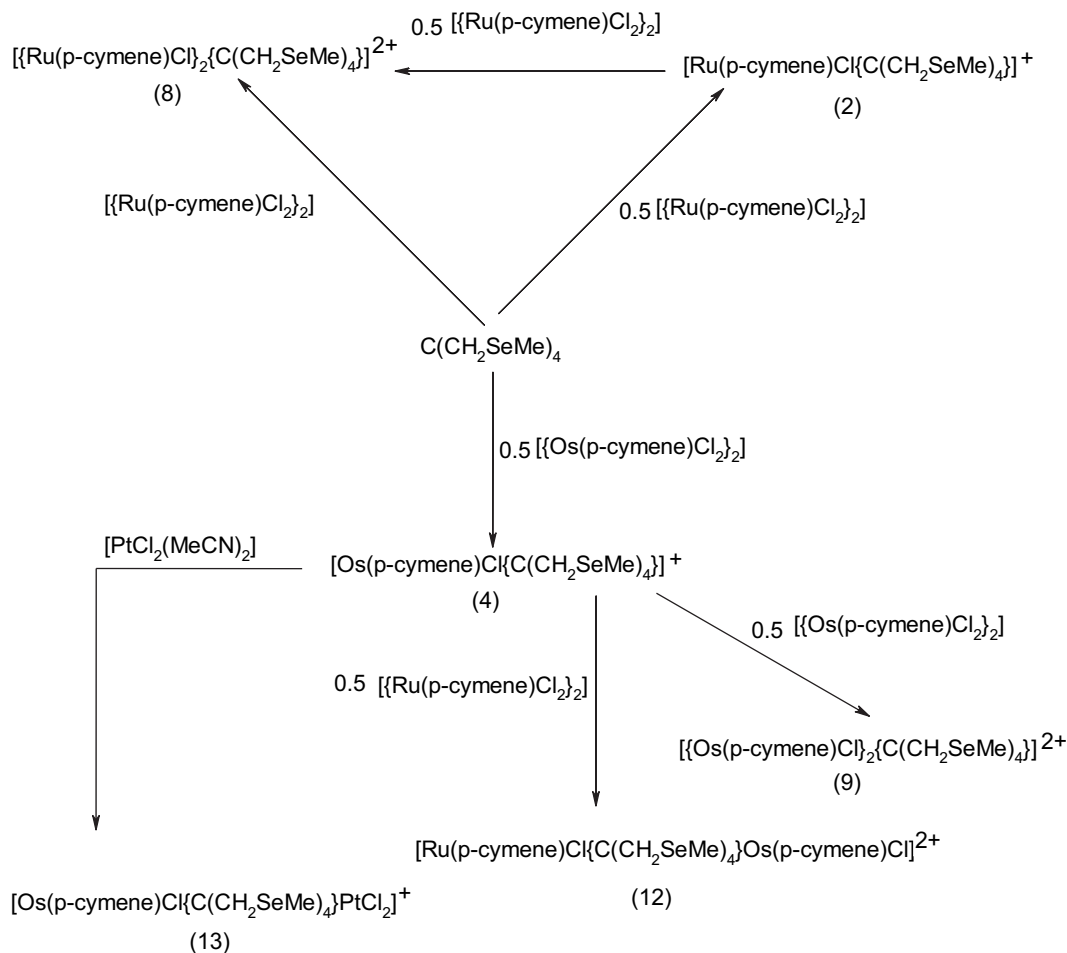 0.5 [{Ru(p-cymene)Cl₂}₂]
[{Ru(p-cymene)Cl}₂{C(CH₂SeMe)₄}]²⁺
[Ru(p-cymene)Cl{C(CH₂SeMe)₄}]⁺
(8)
(2)
[{Ru(p-cymene)Cl₂}₂]
0.5 [{Ru(p-cymene)Cl₂}₂]
C(CH₂SeMe)₄
0.5 [{Os(p-cymene)Cl₂}₂]
[PtCl₂(MeCN)₂]
[Os(p-cymene)Cl{C(CH₂SeMe)₄}]⁺
(4)
0.5 [{Os(p-cymene)Cl₂}₂]
0.5 [{Ru(p-cymene)Cl₂}₂]
[{Os(p-cymene)Cl}₂{C(CH₂SeMe)₄}]²⁺
(9)
[Ru(p-cymene)Cl{C(CH₂SeMe)₄}Os(p-cymene)Cl]²⁺
(12)
[Os(p-cymene)Cl{C(CH₂SeMe)₄}PtCl₂]⁺
(13)